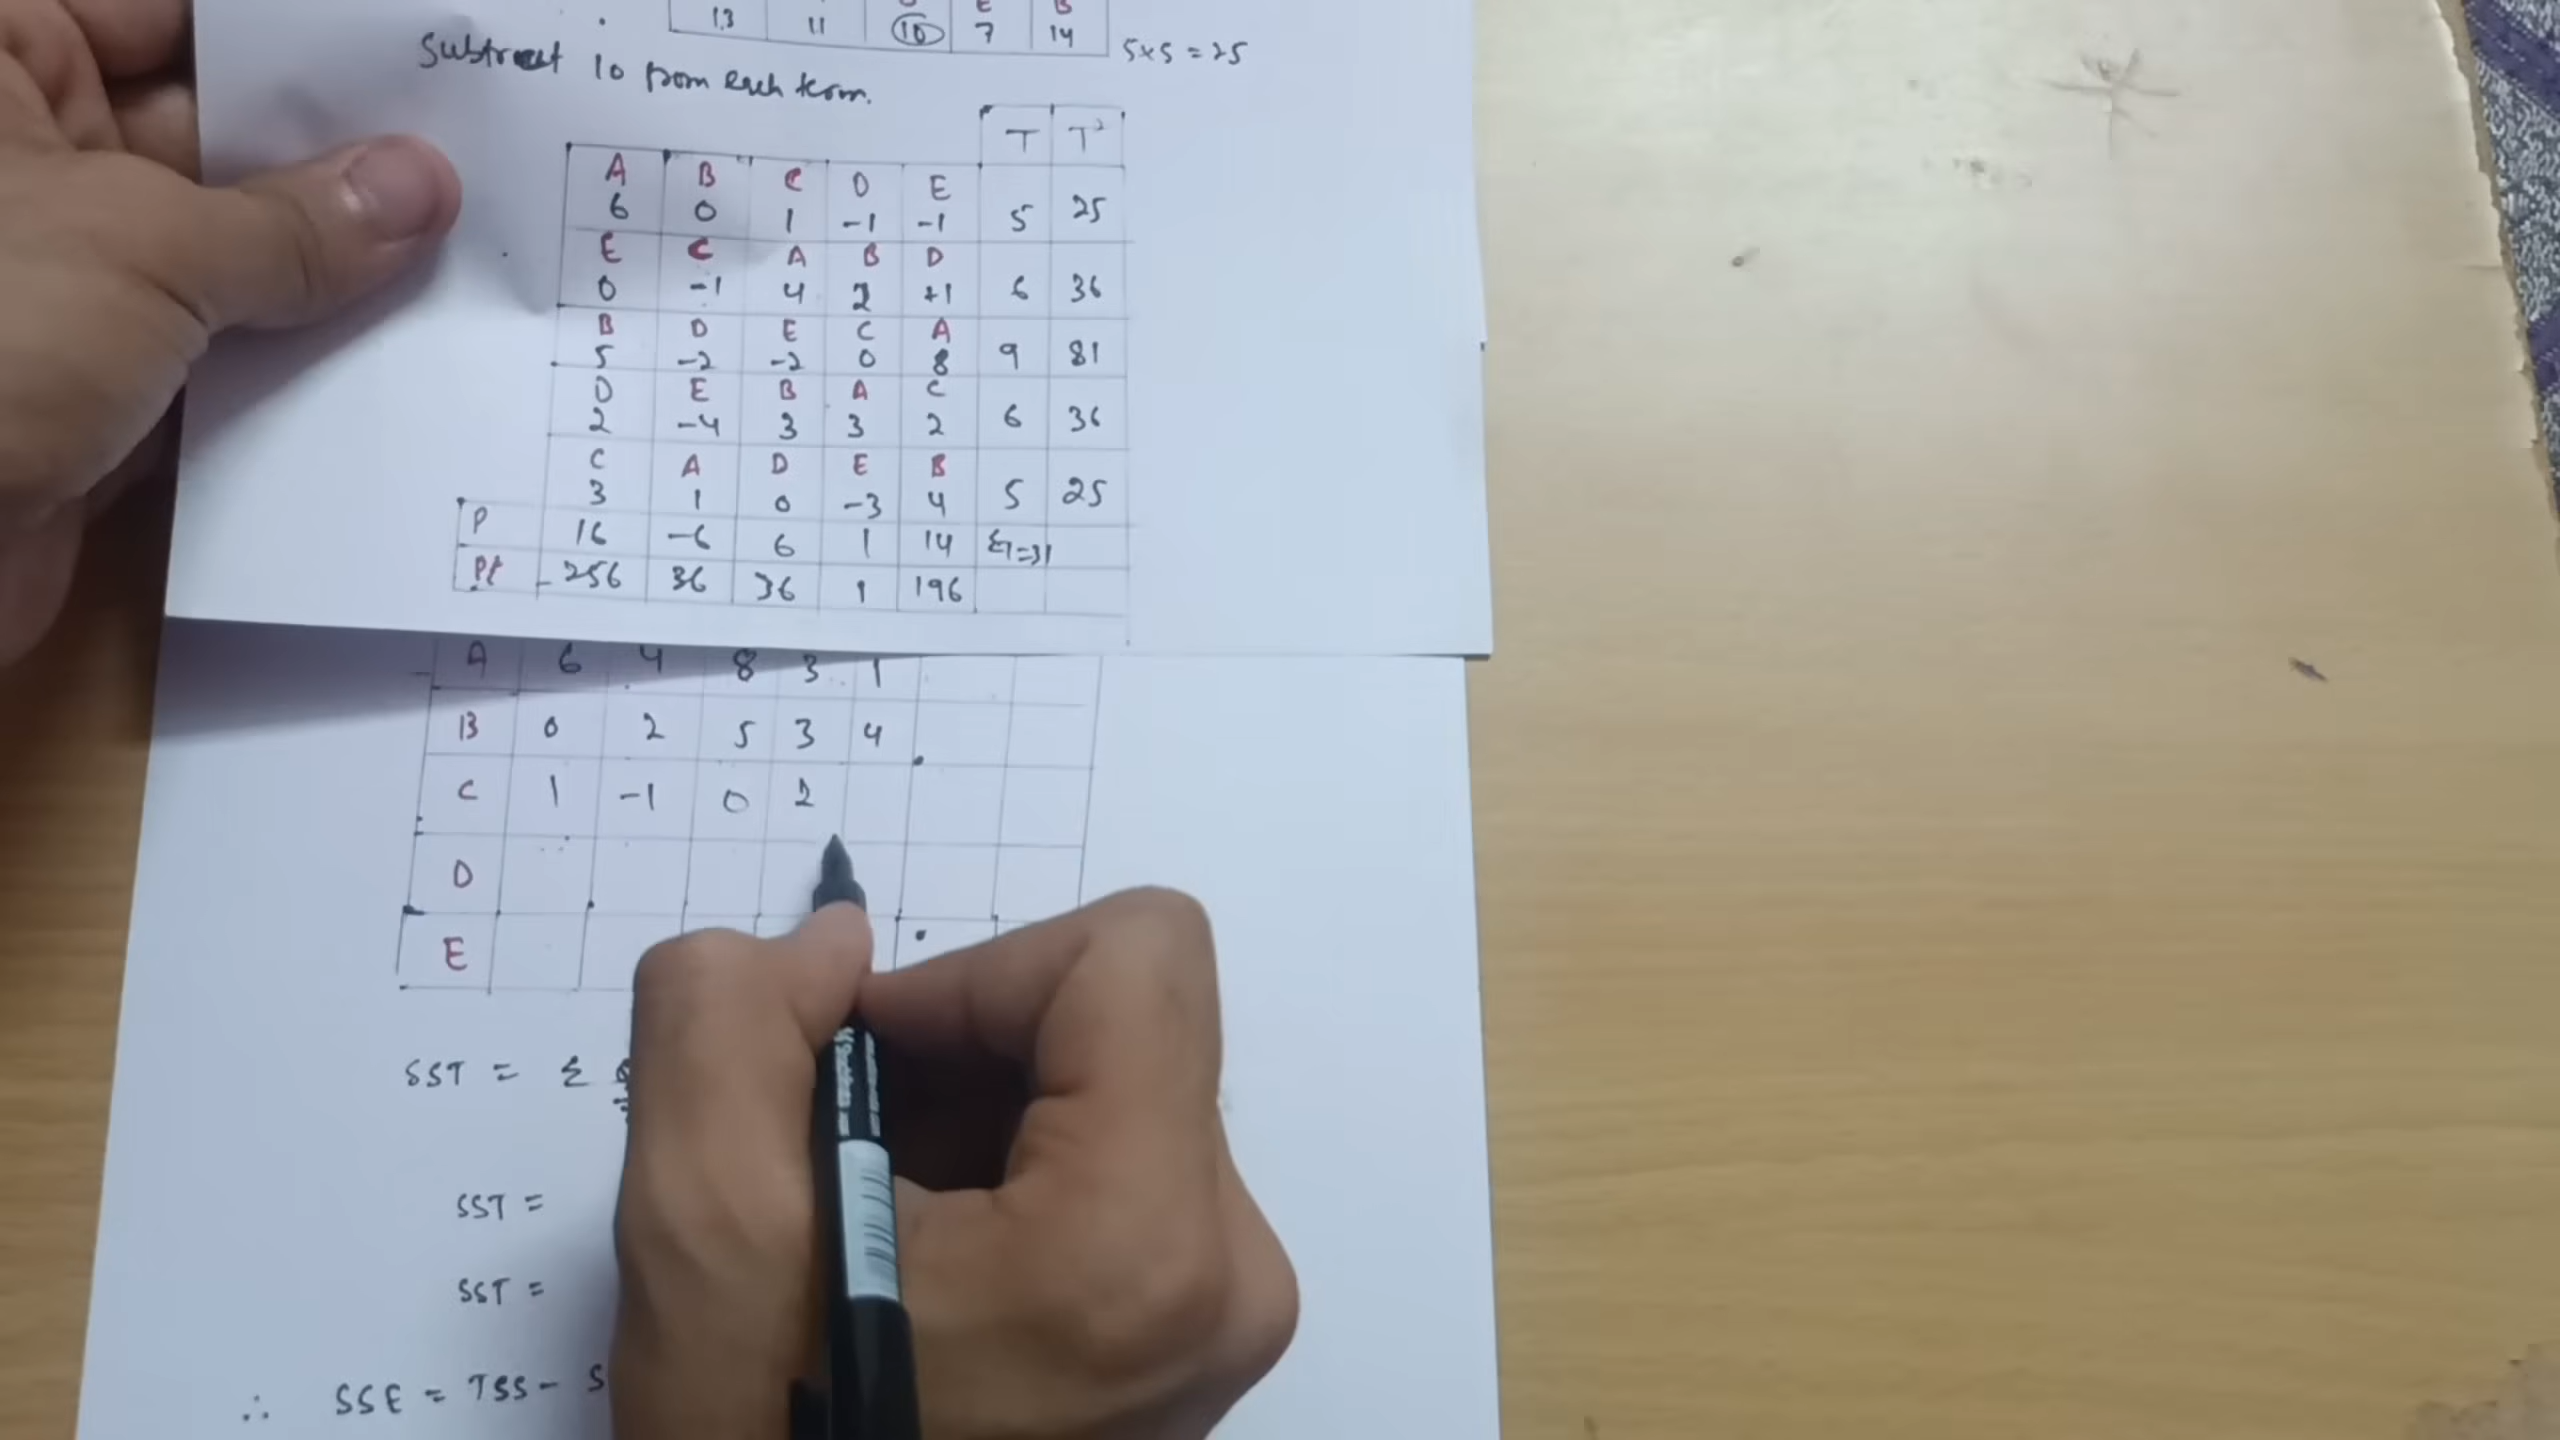 E B
13 11 10 7 14
Subtract 10 from each term.
5×5 = 25
T T²
A B C D E
6 0 1 -1 -1 5 25
E C A B D
0 -1 4 2 +1 6 36
B D E C A
5 -2 -2 0 8 9 81
D E B A C
2 -4 3 3 2 6 36
C A D E B
3 1 0 -3 4 5 25
P 16 -6 6 1 14 ΣT=31
256 36 36 1 196
A 6 4 8 3 1
B 0 2 5 3 4
C 1 -1 0 2
D
E
SST = Σ
SST =
SST =
∴ SSE = TSS - S